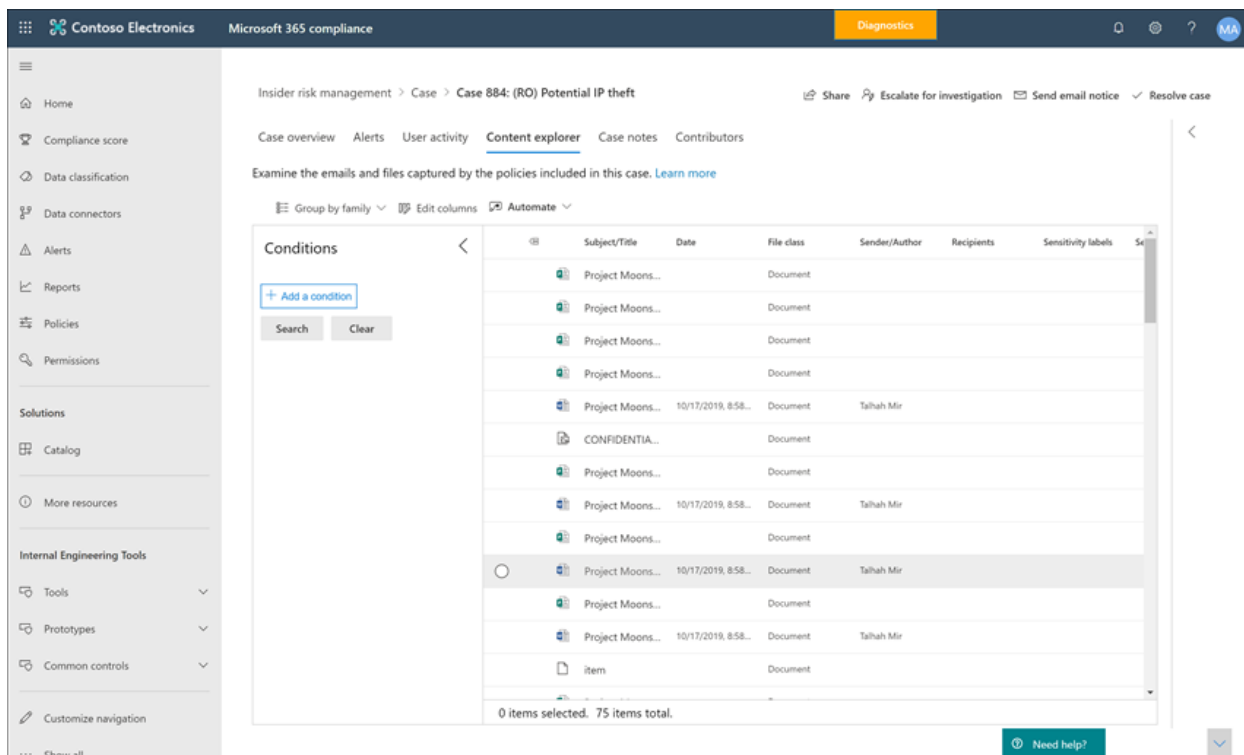 Contoso Electronics Microsoft 365 compliance Diagnostics ? MA
Home
Compliance score
Data classification
Data connectors
Alerts
Reports
Policies
Permissions
Solutions
Catalog
More resources
Internal Engineering Tools
Tools
Prototypes
Common controls
Customize navigation
Show all
Insider risk management > Case > Case 884: (RO) Potential IP theft
Share Escalate for investigation Send email notice Resolve case
Case overview Alerts User activity Content explorer Case notes Contributors
Examine the emails and files captured by the policies included in this case. Learn more
Group by family Edit columns Automate
Conditions
+ Add a condition
Search Clear
Subject/Title Date File class Sender/Author Recipients Sensitivity labels Se
Project Moons... Document
Project Moons... Document
Project Moons... Document
Project Moons... Document
Project Moons... 10/17/2019, 8:58... Document Talhah Mir
CONFIDENTIA... Document
Project Moons... Document
Project Moons... 10/17/2019, 8:58... Document Talhah Mir
Project Moons... Document
Project Moons... 10/17/2019, 8:58... Document Talhah Mir
Project Moons... Document
Project Moons... 10/17/2019, 8:58... Document Talhah Mir
item Document
0 items selected. 75 items total.
Need help?